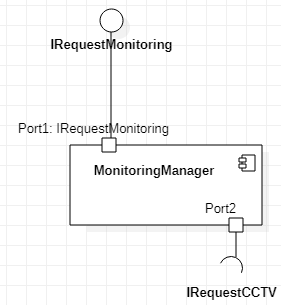 IRequestMonitoring
Port1: IRequestMonitoring
MonitoringManager
Port2
IRequestCCTV